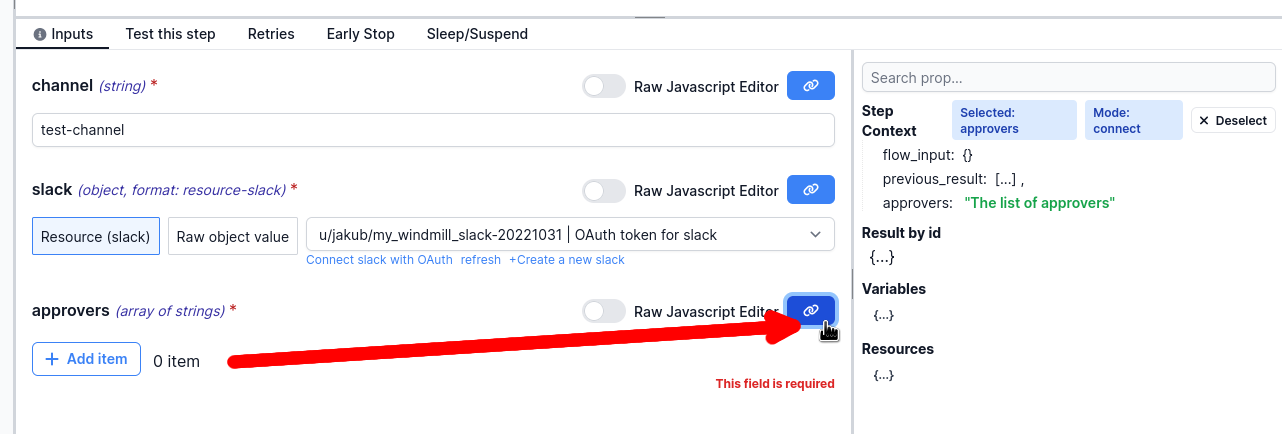 Inputs Test this step Retries Early Stop Sleep/Suspend
channel (string) * Raw Javascript Editor
test-channel
slack (object, format: resource-slack) * Raw Javascript Editor
Resource (slack) Raw object value u/jakub/my_windmill_slack-20221031 | OAuth token for slack
Connect slack with OAuth refresh +Create a new slack
approvers (array of strings) * Raw Javascript Editor
+ Add item 0 item
This field is required
Search prop...
Step Context
Selected: approvers
Mode: connect
× Deselect
flow_input: {}
previous_result: [...] ,
approvers: "The list of approvers"
Result by id
{...}
Variables
{...}
Resources
{...}